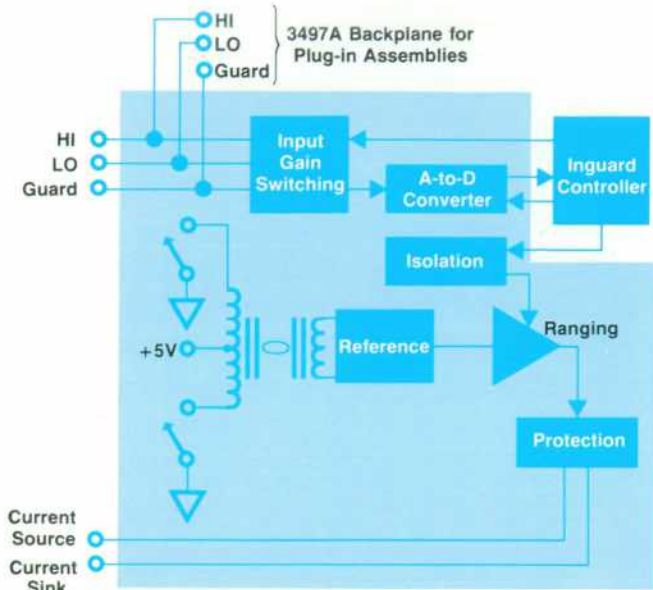 HI
LO
Guard
3497A Backplane for
Plug-in Assemblies
HI
LO
Guard
Input
Gain
Switching
A-to-D
Converter
Inguard
Controller
Isolation
+5V
Reference
Ranging
Protection
Current
Source
Current
Sink